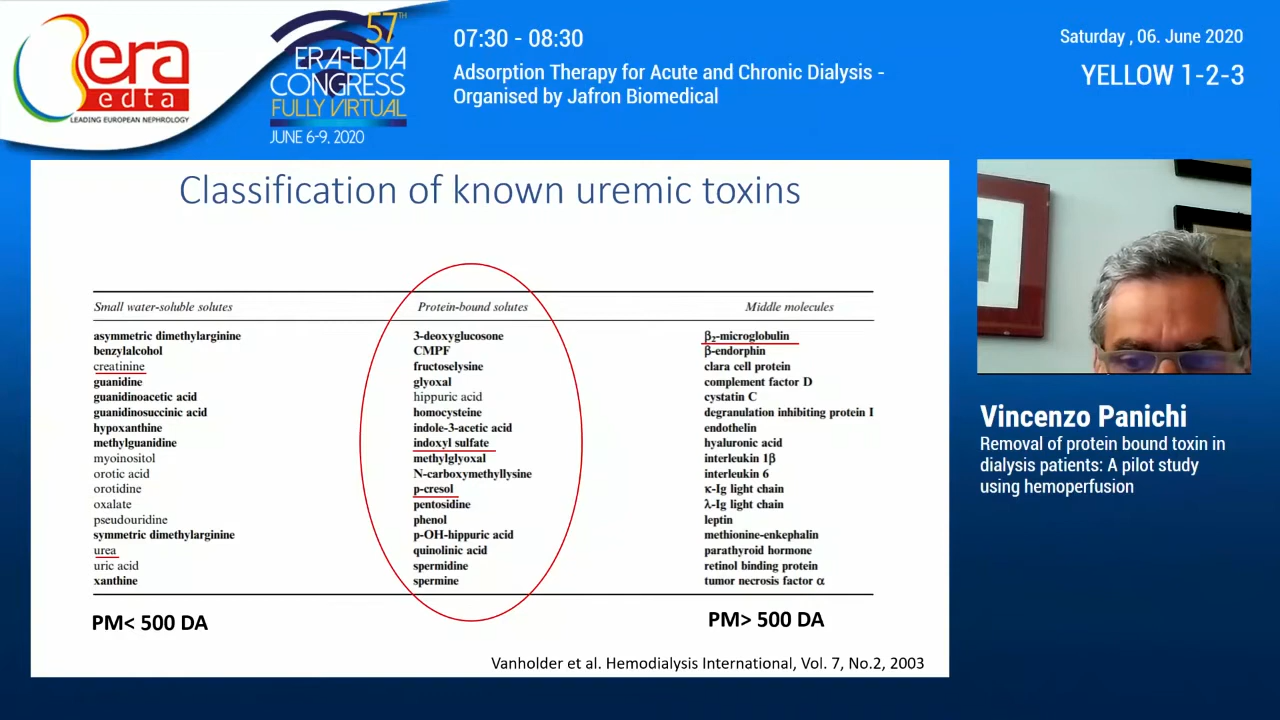 era
edta
LEADING EUROPEAN NEPHROLOGY
57TH
ERA-EDTA
CONGRESS
FULLY VIRTUAL
JUNE 6-9, 2020
07:30 - 08:30
Adsorption Therapy for Acute and Chronic Dialysis -
Organised by Jafron Biomedical
Saturday , 06. June 2020
YELLOW 1-2-3
Classification of known uremic toxins
Small water-soluble solutes Protein-bound solutes Middle molecules
asymmetric dimethylarginine 3-deoxyglucosone β2-microglobulin
benzylalcohol CMPF β-endorphin
creatinine fructoselysine clara cell protein
guanidine glyoxal complement factor D
guanidinoacetic acid hippuric acid cystatin C
guanidinosuccinic acid homocysteine degranulation inhibiting protein I
hypoxanthine indole-3-acetic acid endothelin
methylguanidine indoxyl sulfate hyaluronic acid
myoinositol methylglyoxal interleukin 1β
orotic acid N-carboxymethyllysine interleukin 6
orotidine p-cresol κ-Ig light chain
oxalate pentosidine λ-Ig light chain
pseudouridine phenol leptin
symmetric dimethylarginine p-OH-hippuric acid methionine-enkephalin
urea quinolinic acid parathyroid hormone
uric acid spermidine retinol binding protein
xanthine spermine tumor necrosis factor α
PM< 500 DA PM> 500 DA
Vanholder et al. Hemodialysis International, Vol. 7, No.2, 2003
Vincenzo Panichi
Removal of protein bound toxin in
dialysis patients: A pilot study
using hemoperfusion